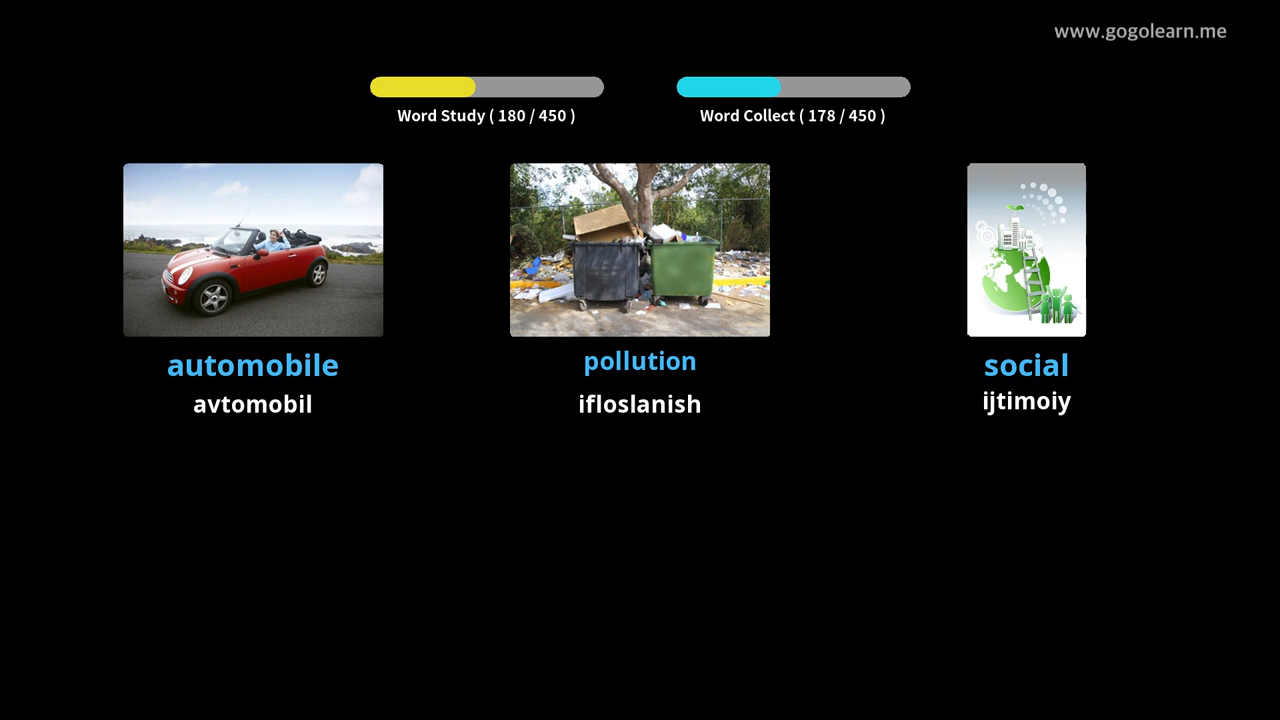 www.gogolearn.me
Word Study ( 180 / 450 )
Word Collect ( 178 / 450 )
automobile
avtomobil
pollution
ifloslanish
social
ijtimoiy